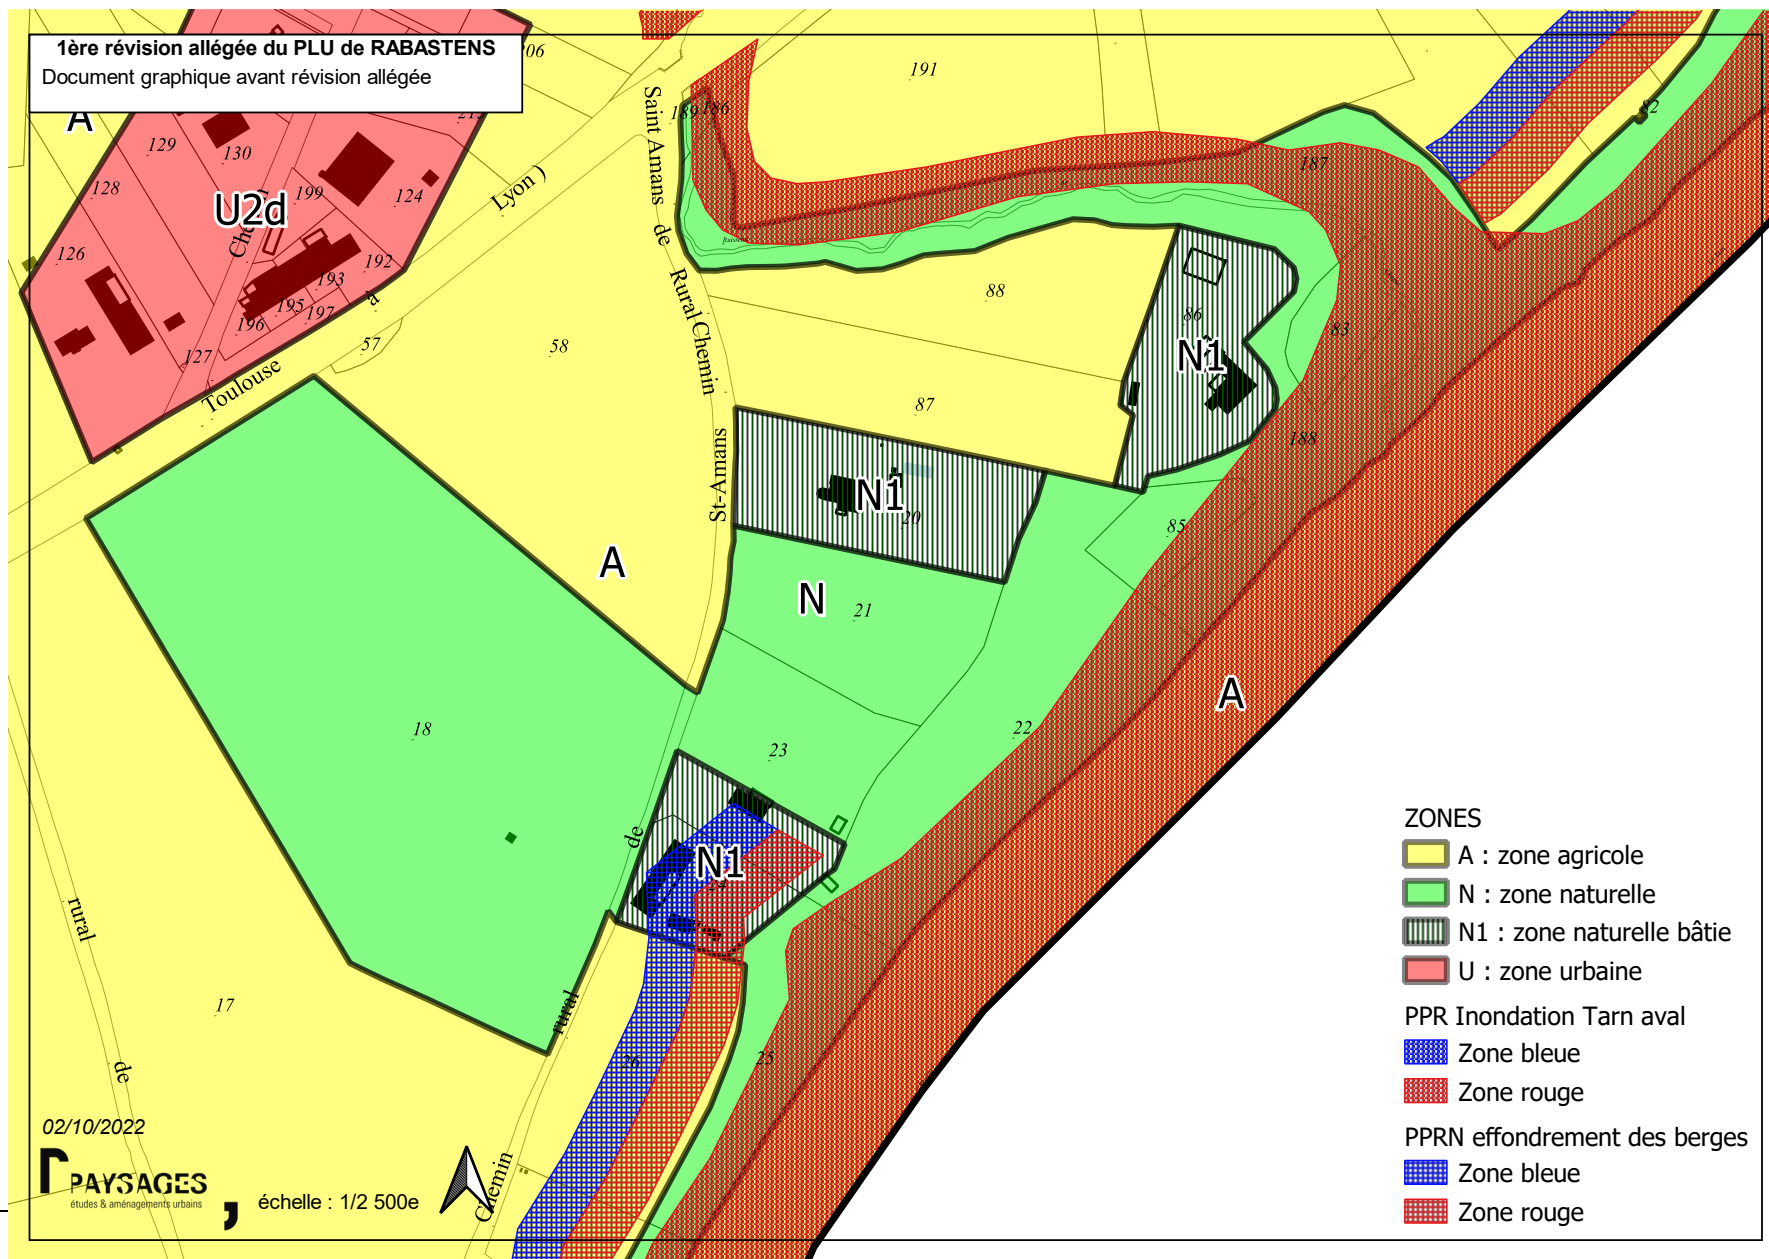 1ère révision allégée du PLU de RABASTENS
Document graphique avant révision allégée
A
206
191
189
186
82
129
130
128
199
124
U2d
Lyon )
Saint Amans
de
Rural
Chemin
St-Amans
187
126
192
193
195
197
196
à
127
57
58
Toulouse
88
86
N1
83
87
188
N1
20
85
A
N
21
A
18
23
22
de
N1
24
rural
17
rural
26
25
de
Chemin
ZONES
A : zone agricole
N : zone naturelle
N1 : zone naturelle bâtie
U : zone urbaine
PPR Inondation Tarn aval
Zone bleue
Zone rouge
PPRN effondrement des berges
Zone bleue
Zone rouge
02/10/2022
PAYSAGES
études & aménagements urbains
échelle : 1/2 500e